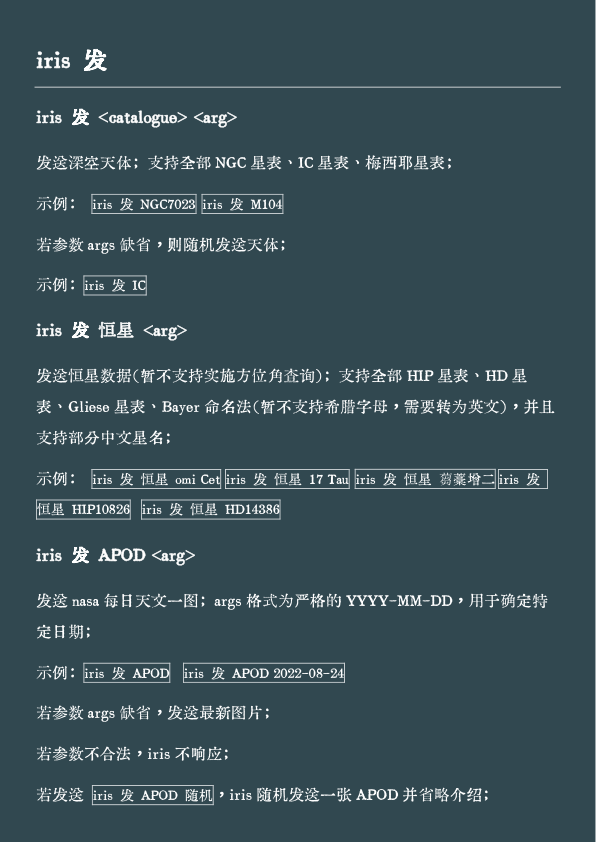 iris 发
iris 发 <catalogue> <arg>
发送深空天体；支持全部 NGC 星表、IC 星表、梅西耶星表；
示例： iris 发 NGC7023 iris 发 M104
若参数 args 缺省，则随机发送天体；
示例：iris 发 IC
iris 发 恒星 <arg>
发送恒星数据(暂不支持实施方位角查询)；支持全部 HIP 星表、HD 星
表、Gliese 星表、Bayer 命名法(暂不支持希腊字母，需要转为英文)，并且
支持部分中文星名；
示例： iris 发 恒星 omi Cet iris 发 恒星 17 Tau iris 发 恒星 蒭藁增二 iris 发
恒星 HIP10826 iris 发 恒星 HD14386
iris 发 APOD <arg>
发送 nasa 每日天文一图；args 格式为严格的 YYYY-MM-DD，用于确定特
定日期；
示例：iris 发 APOD iris 发 APOD 2022-08-24
若参数 args 缺省，发送最新图片；
若参数不合法，iris 不响应；
若发送 iris 发 APOD 随机，iris 随机发送一张 APOD 并省略介绍；